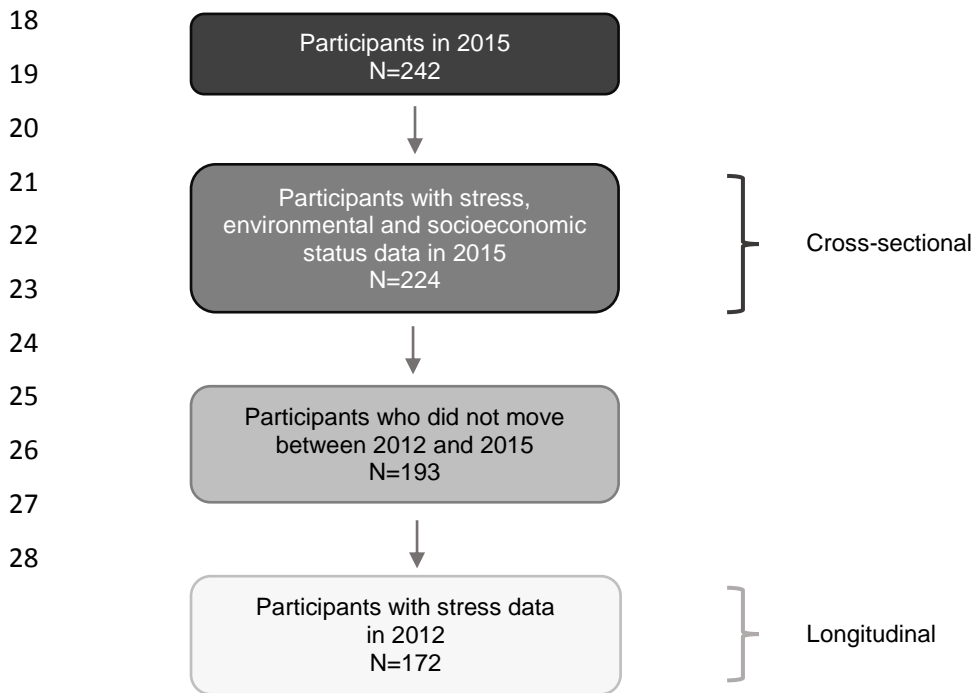 18
Participants in 2015
19
N=242
20
21
Participants with stress,
environmental and socioeconomic
22
status data in 2015
Cross-sectional
23
N=224
24
25
Participants who did not move
26
between 2012 and 2015
N=193
27
28
Participants with stress data
in 2012
Longitudinal
N=172